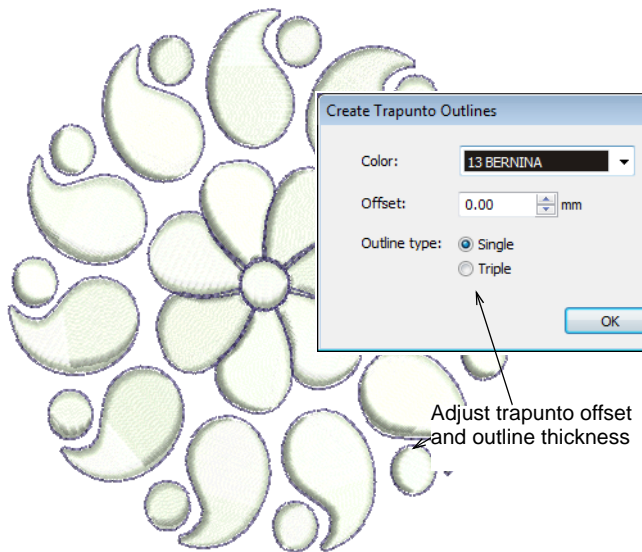 Create Trapunto Outlines
Color: 13 BERNINA
Offset: 0.00 mm
Outline type: Single
Triple
OK
Adjust trapunto offset
and outline thickness